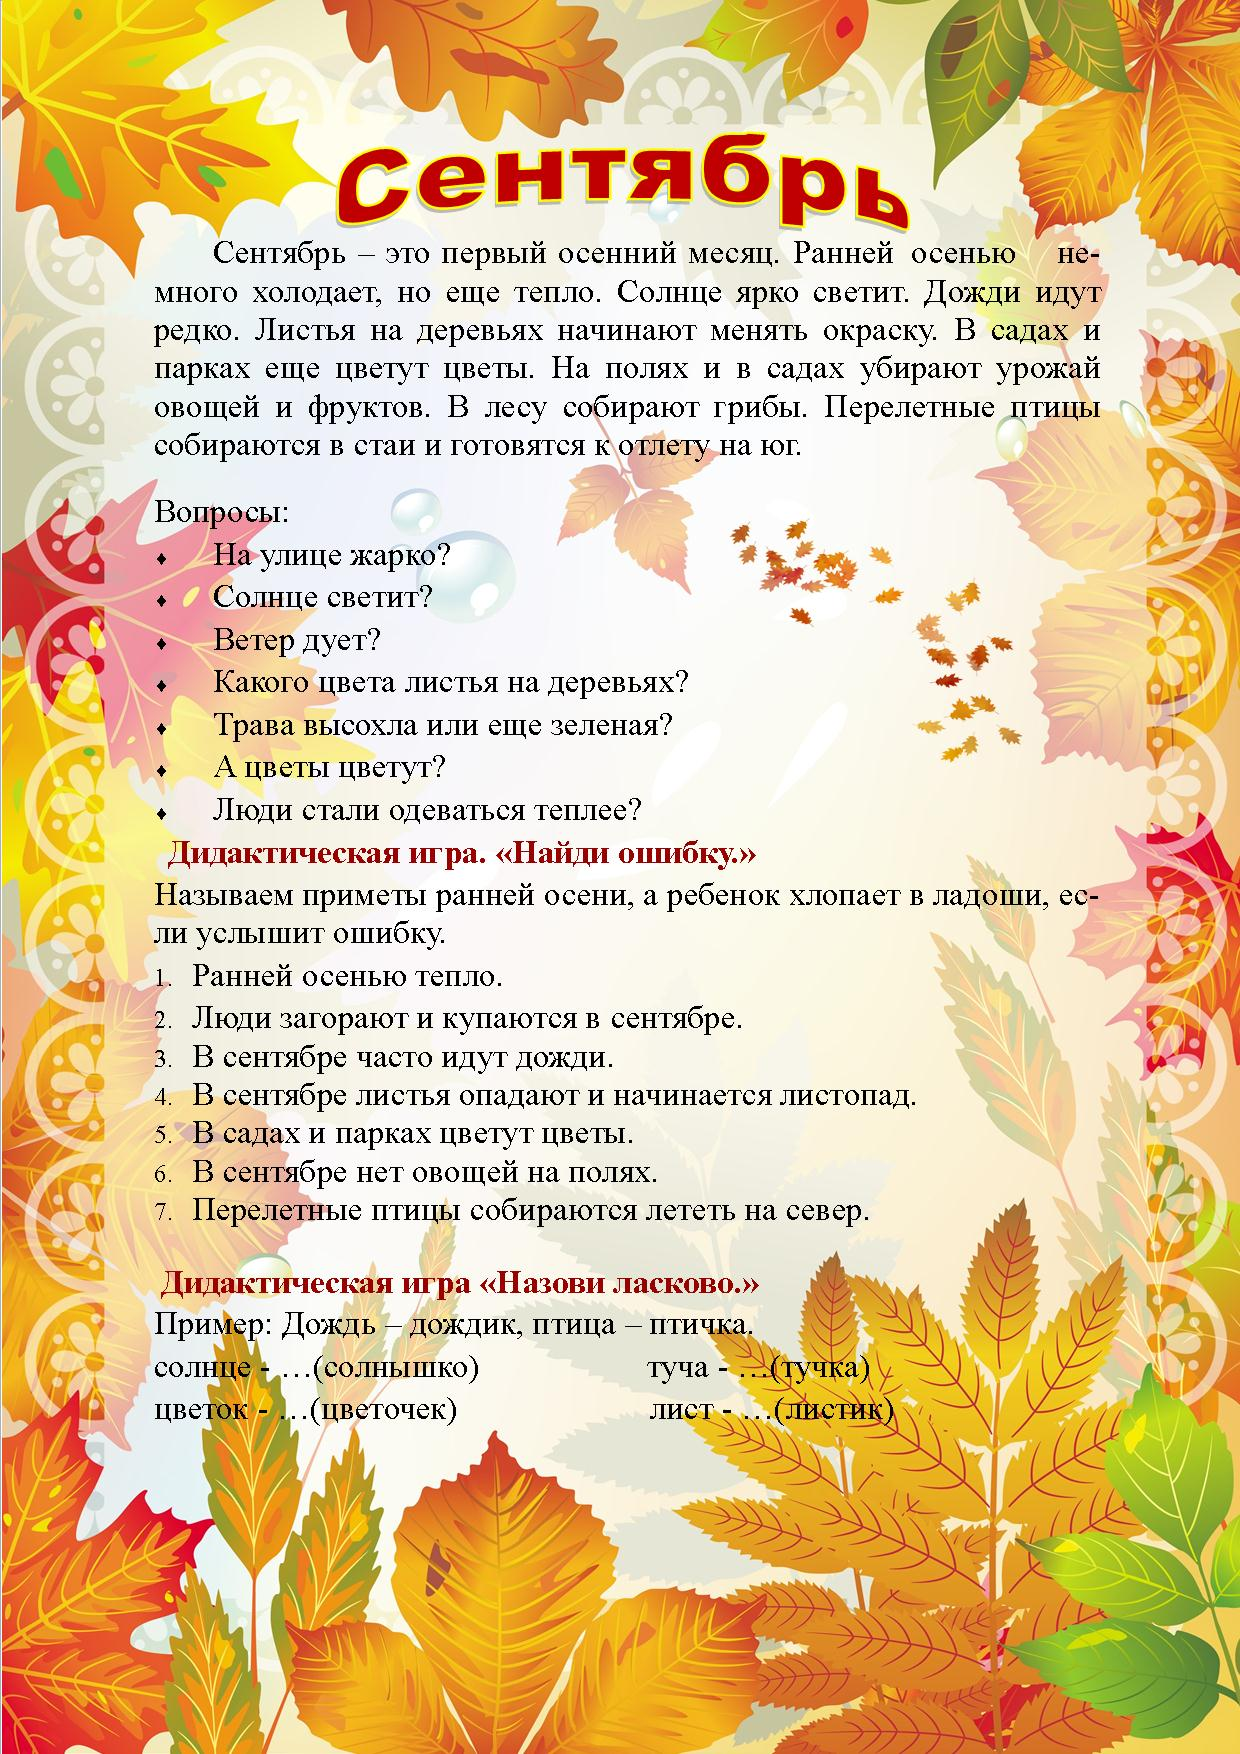 Сентябрь
Сентябрь – это первый осенний месяц. Ранней осенью не-
много холодает, но еще тепло. Солнце ярко светит. Дожди идут
редко. Листья на деревьях начинают менять окраску. В садах и
парках еще цветут цветы. На полях и в садах убирают урожай
овощей и фруктов. В лесу собирают грибы. Перелетные птицы
собираются в стаи и готовятся к отлету на юг.
Вопросы:
♦ На улице жарко?
♦ Солнце светит?
♦ Ветер дует?
♦ Какого цвета листья на деревьях?
♦ Трава высохла или еще зеленая?
♦ А цветы цветут?
♦ Люди стали одеваться теплее?
Дидактическая игра. «Найди ошибку.»
Называем приметы ранней осени, а ребенок хлопает в ладоши, ес-
ли услышит ошибку.
1. Ранней осенью тепло.
2. Люди загорают и купаются в сентябре.
3. В сентябре часто идут дожди.
4. В сентябре листья опадают и начинается листопад.
5. В садах и парках цветут цветы.
6. В сентябре нет овощей на полях.
7. Перелетные птицы собираются лететь на север.
Дидактическая игра «Назови ласково.»
Пример: Дождь – дождик, птица – птичка.
солнце - …(солнышко) туча - …(тучка)
цветок - …(цветочек) лист - …(листик)